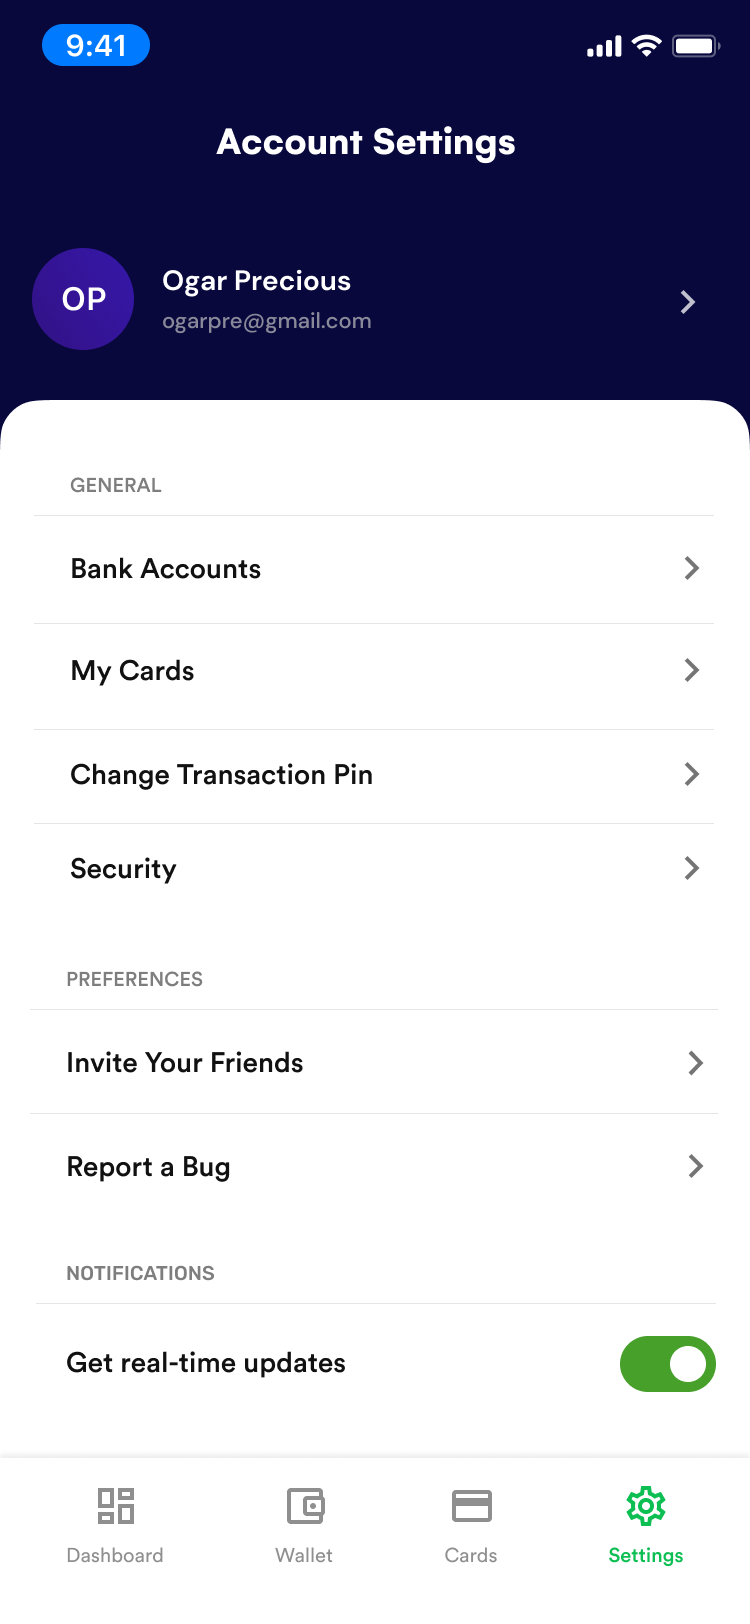 9:41
Account Settings
OP
Ogar Precious
ogarpre@gmail.com
GENERAL
Bank Accounts
My Cards
Change Transaction Pin
Security
PREFERENCES
Invite Your Friends
Report a Bug
NOTIFICATIONS
Get real-time updates
Dashboard
Wallet
Cards
Settings